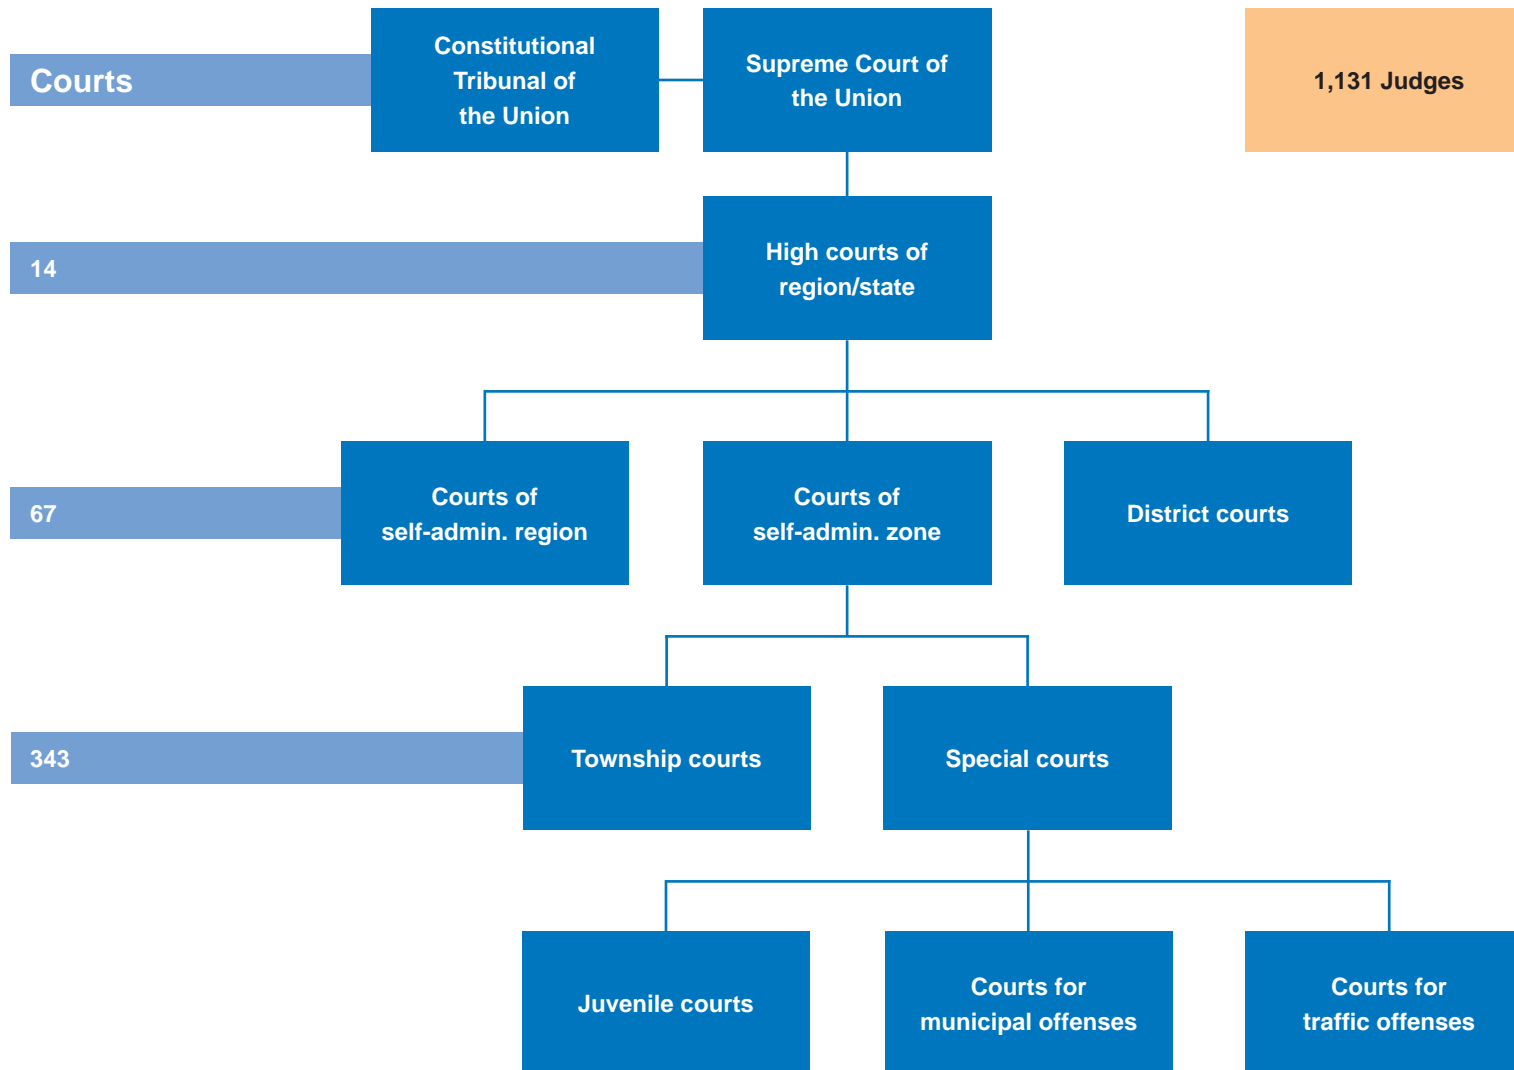 Courts
Constitutional
Tribunal of
the Union
Supreme Court of
the Union
1,131 Judges
14
High courts of
region/state
67
Courts of
self-admin. region
Courts of
self-admin. zone
District courts
343
Township courts
Special courts
Juvenile courts
Courts for
municipal offenses
Courts for
traffic offenses